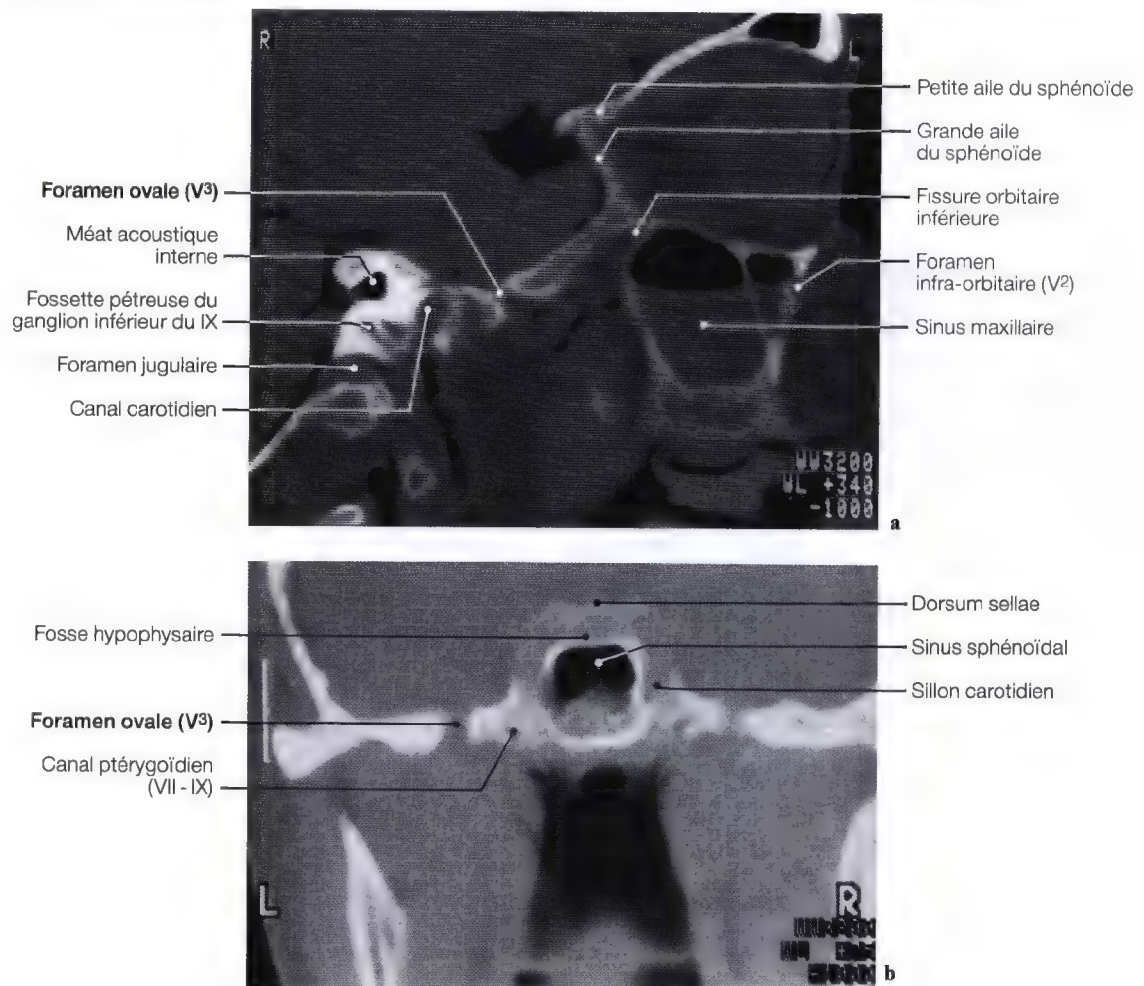 R
L
Petite aile du sphénoïde
Grande aile
du sphénoïde
Foramen ovale (V³)
Fissure orbitaire
inférieure
Méat acoustique
interne
Foramen
infra-orbitaire (V²)
Fossette pétreuse du
ganglion inférieur du IX
Sinus maxillaire
Foramen jugulaire
Canal carotidien
WW3200
WL +340
-1000
a
Dorsum sellae
Fosse hypophysaire
Sinus sphénoïdal
Sillon carotidien
Foramen ovale (V³)
Canal ptérygoïdien
(VII - IX)
L
R
b